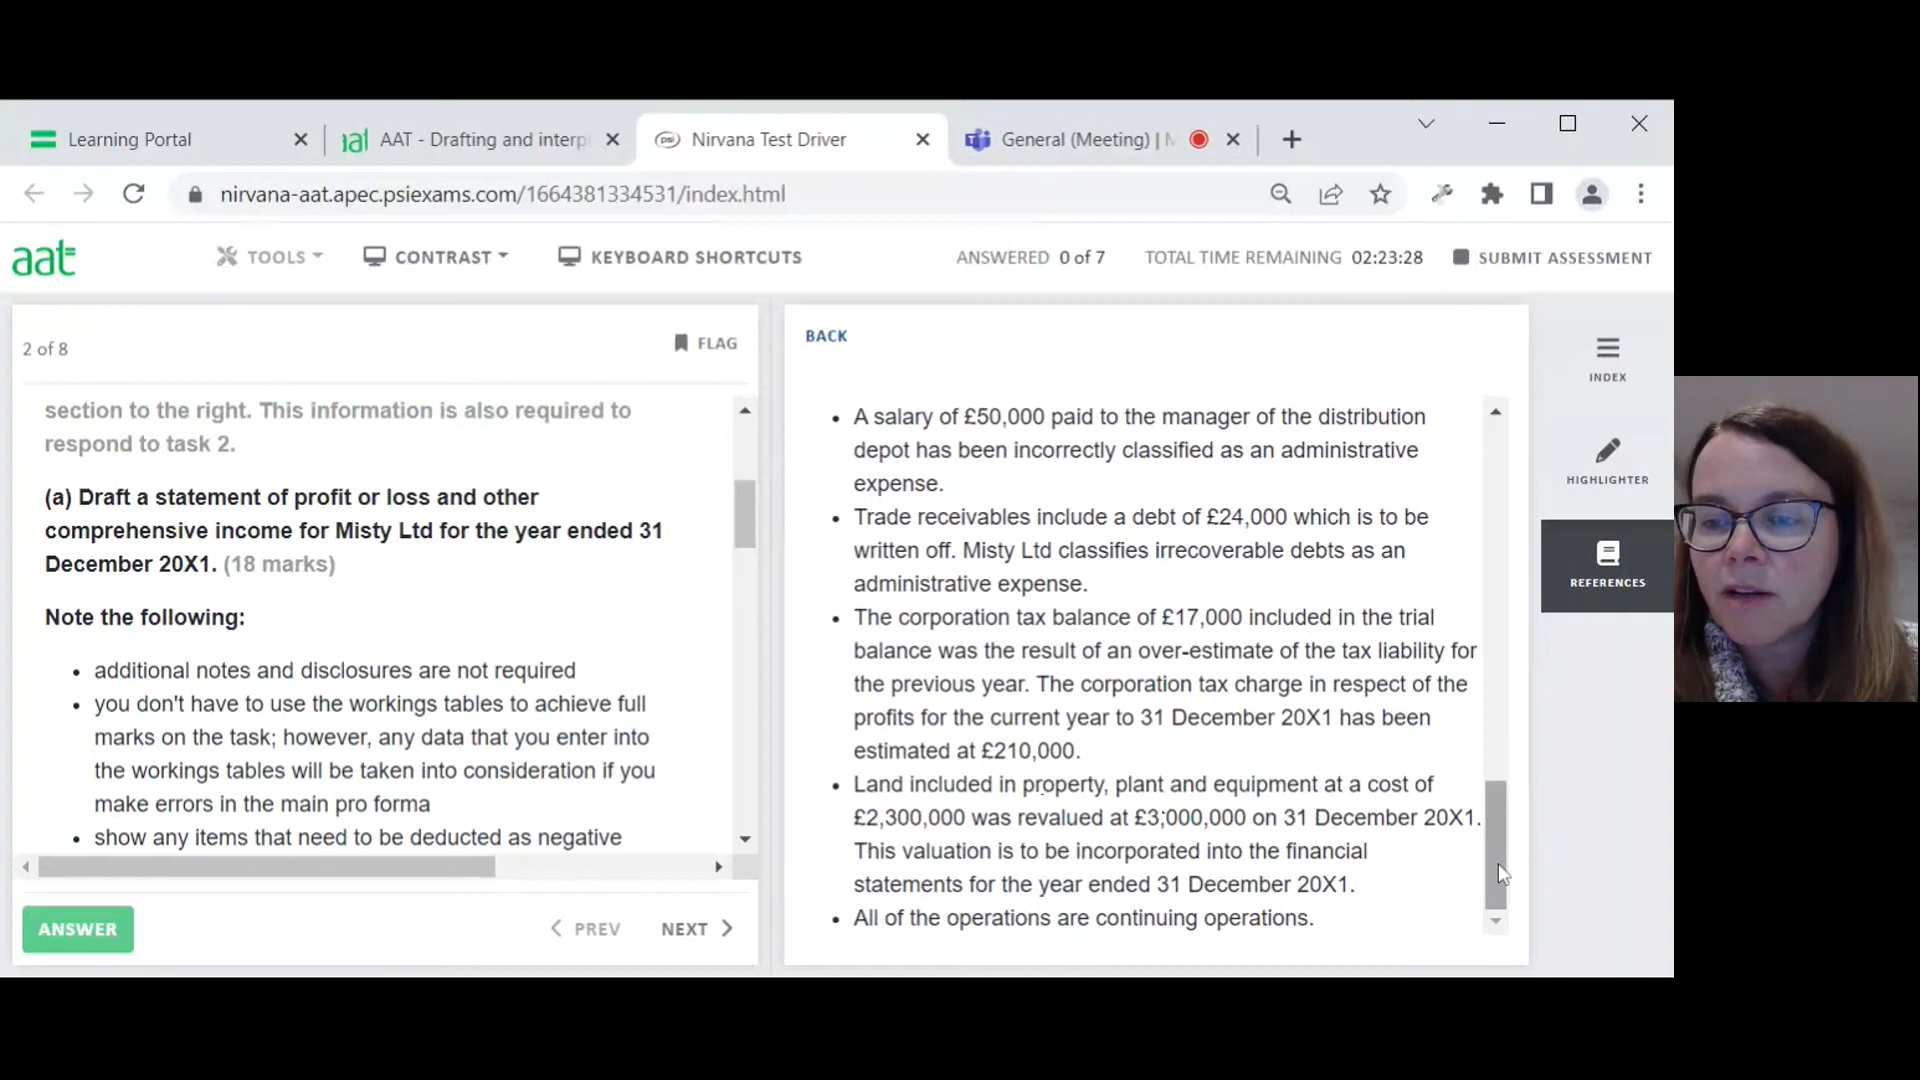 Learning Portal
AAT - Drafting and interp
Nirvana Test Driver
General (Meeting) | M
nirvana-aat.apec.psiexams.com/1664381334531/index.html
aat
TOOLS
CONTRAST
KEYBOARD SHORTCUTS
ANSWERED 0 of 7
TOTAL TIME REMAINING 02:23:28
SUBMIT ASSESSMENT
2 of 8
FLAG
section to the right. This information is also required to
respond to task 2.
(a) Draft a statement of profit or loss and other
comprehensive income for Misty Ltd for the year ended 31
December 20X1. (18 marks)
Note the following:
• additional notes and disclosures are not required
• you don't have to use the workings tables to achieve full
marks on the task; however, any data that you enter into
the workings tables will be taken into consideration if you
make errors in the main pro forma
• show any items that need to be deducted as negative
ANSWER
PREV
NEXT
BACK
• A salary of £50,000 paid to the manager of the distribution
depot has been incorrectly classified as an administrative
expense.
• Trade receivables include a debt of £24,000 which is to be
written off. Misty Ltd classifies irrecoverable debts as an
administrative expense.
• The corporation tax balance of £17,000 included in the trial
balance was the result of an over-estimate of the tax liability for
the previous year. The corporation tax charge in respect of the
profits for the current year to 31 December 20X1 has been
estimated at £210,000.
• Land included in property, plant and equipment at a cost of
£2,300,000 was revalued at £3,000,000 on 31 December 20X1.
This valuation is to be incorporated into the financial
statements for the year ended 31 December 20X1.
• All of the operations are continuing operations.
INDEX
HIGHLIGHTER
REFERENCES